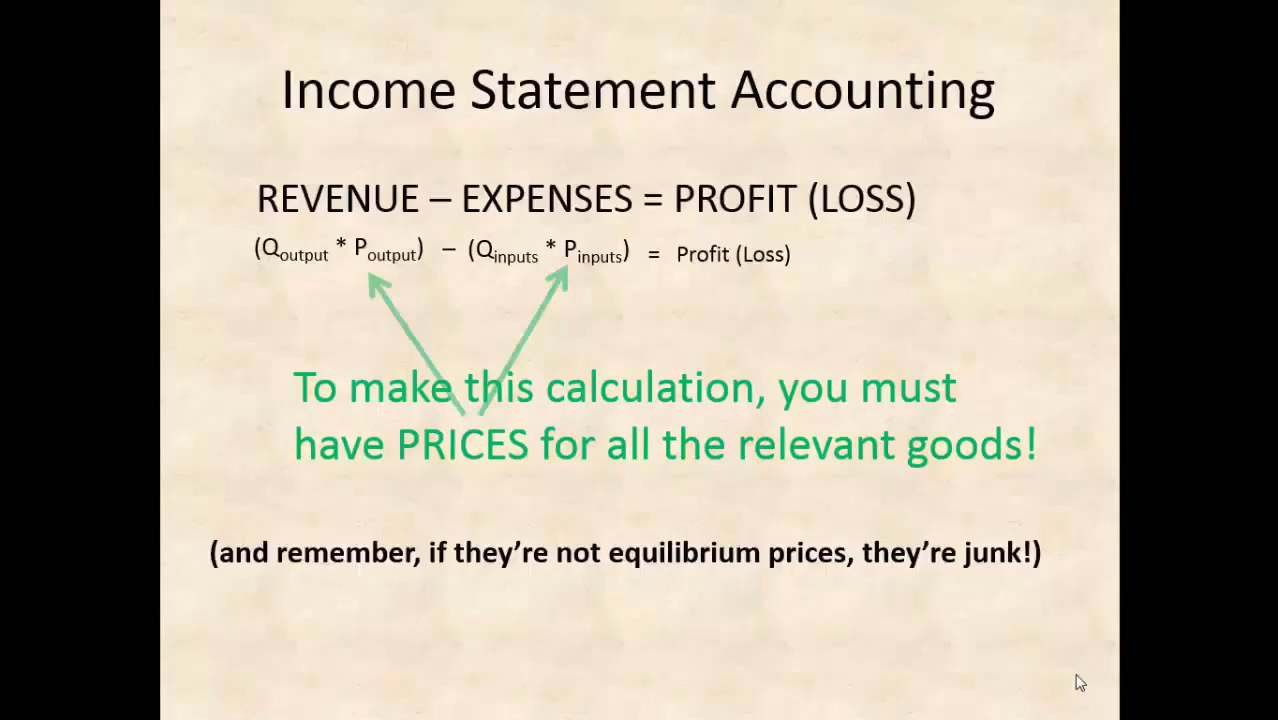 Income Statement Accounting
REVENUE – EXPENSES = PROFIT (LOSS)
(Qoutput * Poutput) – (Qinputs * Pinputs) = Profit (Loss)
To make this calculation, you must
have PRICES for all the relevant goods!
(and remember, if they’re not equilibrium prices, they’re junk!)